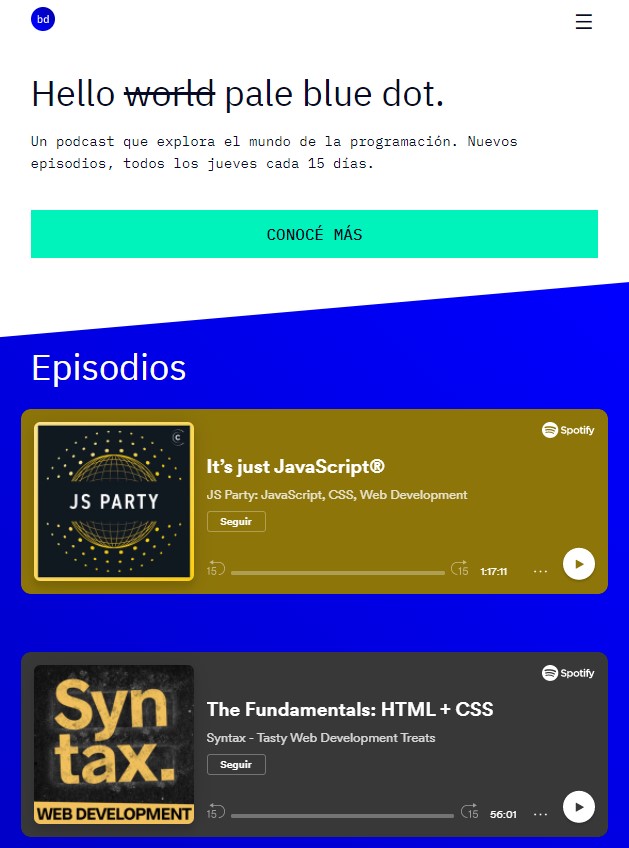 bd
Hello world pale blue dot.
Un podcast que explora el mundo de la programación. Nuevos
episodios, todos los jueves cada 15 días.
CONOCÉ MÁS
Episodios
Spotify
C
JS PARTY
It's just JavaScript®
JS Party: JavaScript, CSS, Web Development
Seguir
15 15 1:17:11 ...
Spotify
Syn
tax.
WEB DEVELOPMENT
The Fundamentals: HTML + CSS
Syntax - Tasty Web Development Treats
Seguir
15 15 56:01 ...